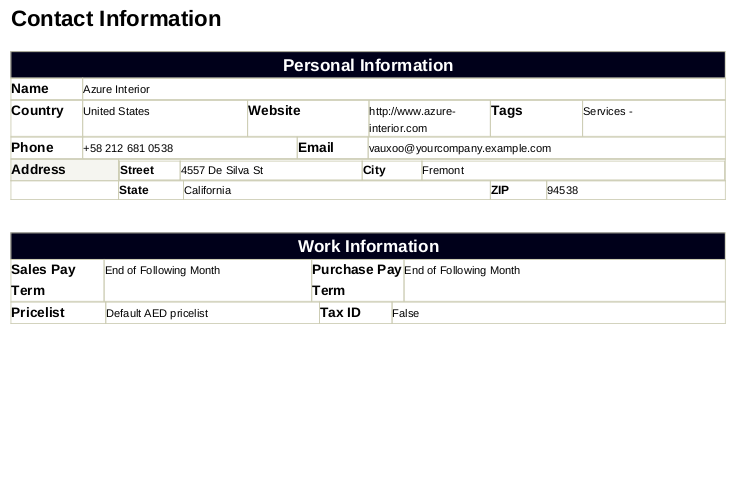 Contact Information
Personal Information
Name Azure Interior
Country United States Website http://www.azure-interior.com Tags Services -
Phone +58 212 681 0538 Email vauxoo@yourcompany.example.com
Address Street 4557 De Silva St City Fremont
State California ZIP 94538
Work Information
Sales Pay Term End of Following Month Purchase Pay Term End of Following Month
Pricelist Default AED pricelist Tax ID False